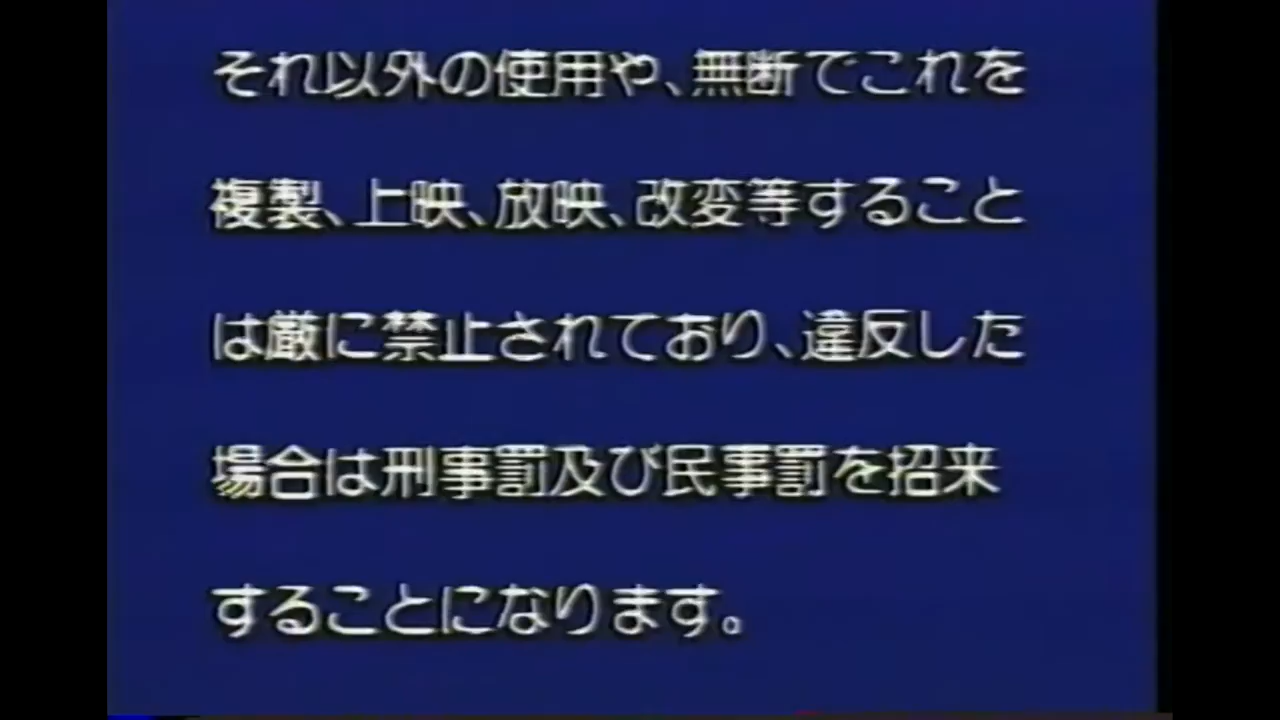 それ以外の使用や、無断でこれを
複製、上映、放映、改変等すること
は厳に禁止されており、違反した
場合は刑事罰及び民事罰を招来
することになります。